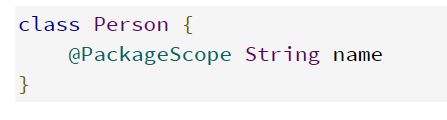 class Person {
    @PackageScope String name
}